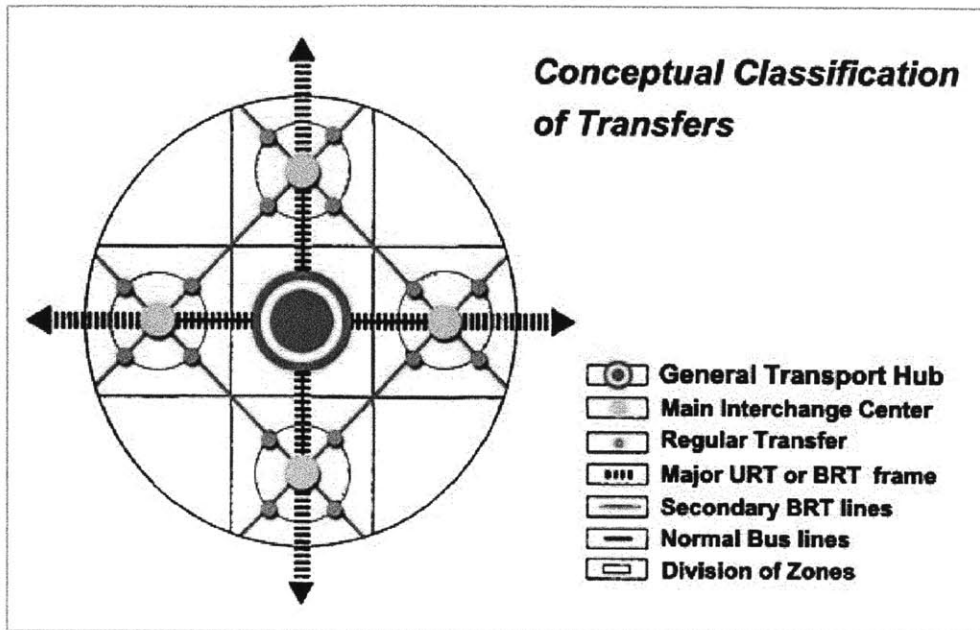 Conceptual Classification
of Transfers
General Transport Hub
Main Interchange Center
Regular Transfer
Major URT or BRT frame
Secondary BRT lines
Normal Bus lines
Division of Zones